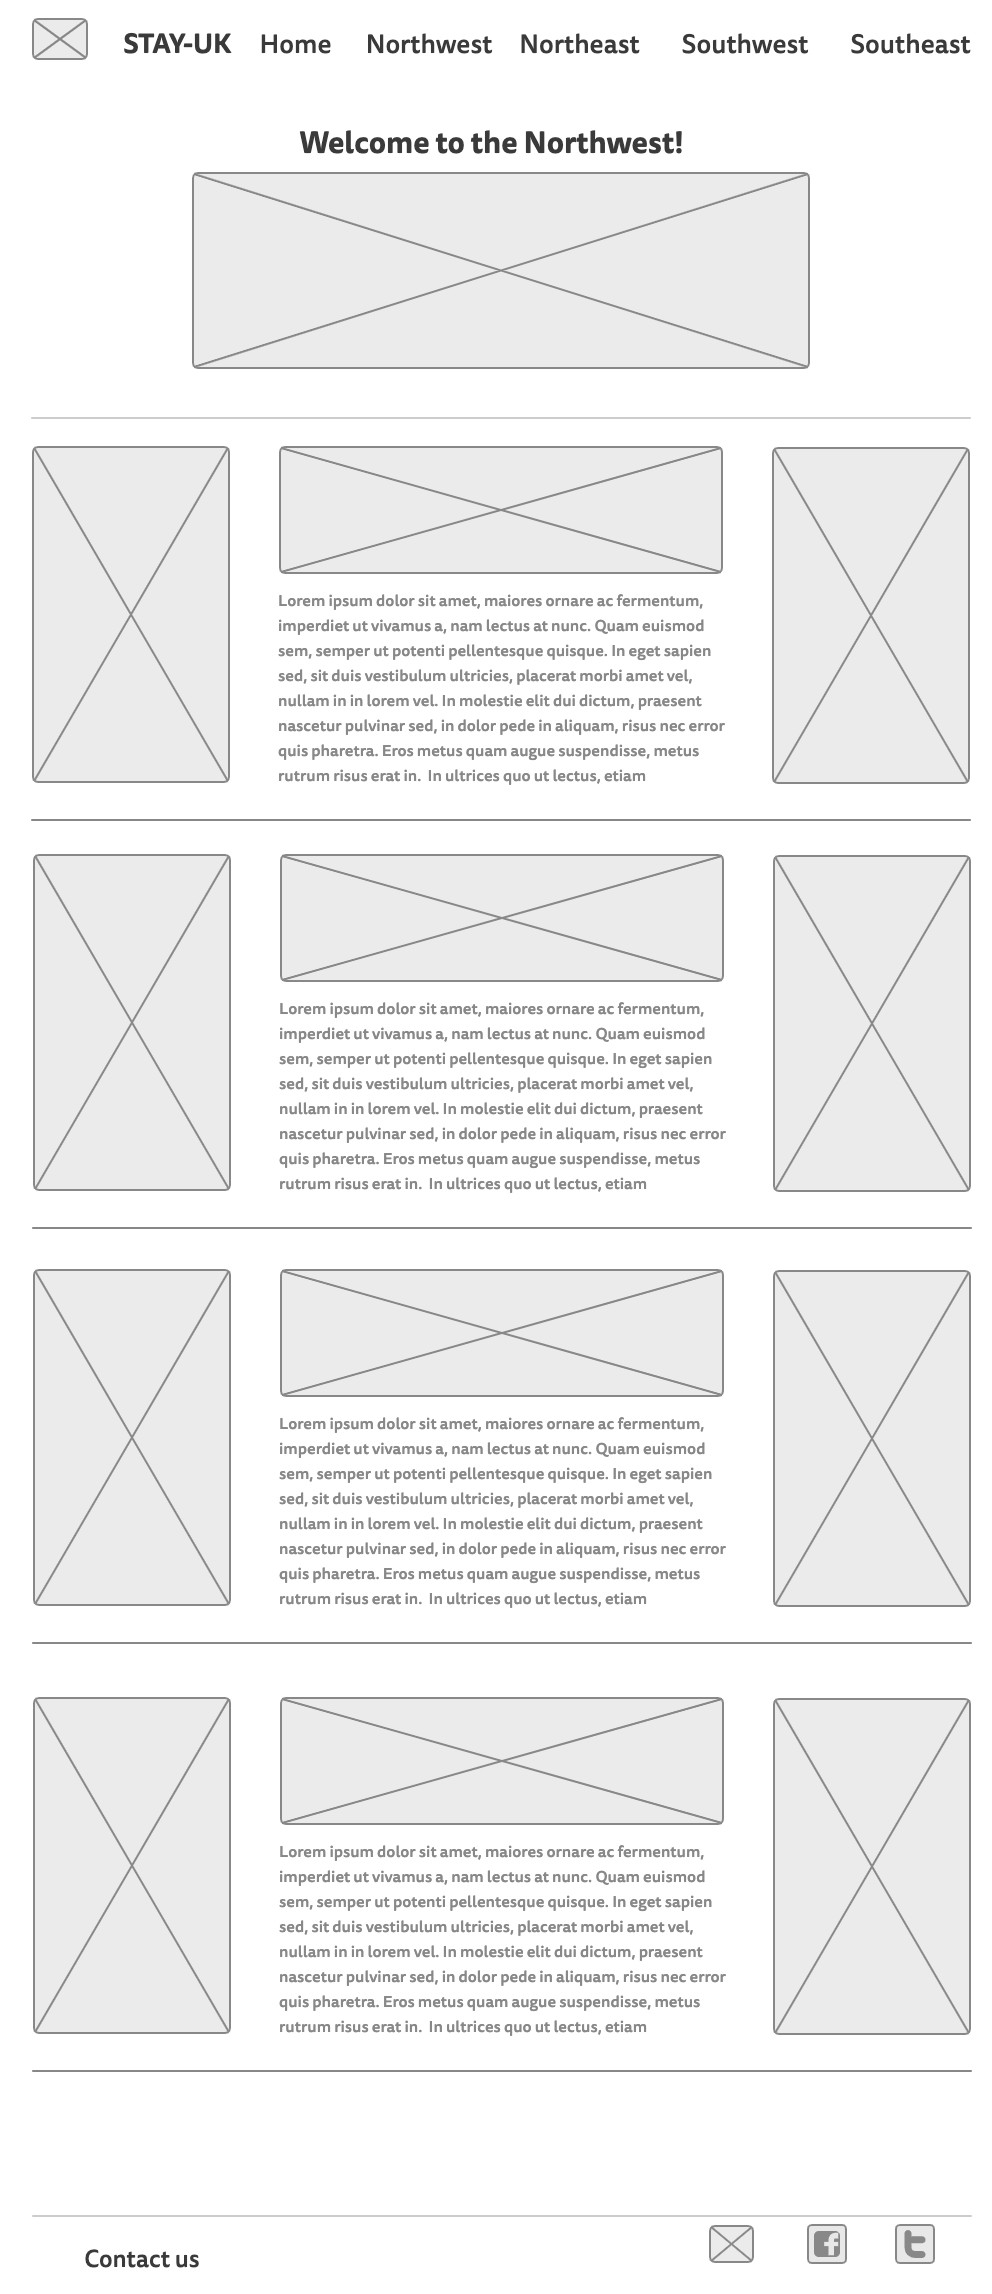 STAY-UK Home Northwest Northeast Southwest Southeast
Welcome to the Northwest!
Lorem ipsum dolor sit amet, maiores ornare ac fermentum,
imperdiet ut vivamus a, nam lectus at nunc. Quam euismod
sem, semper ut potenti pellentesque quisque. In eget sapien
sed, sit duis vestibulum ultricies, placerat morbi amet vel,
nullam in in lorem vel. In molestie elit dui dictum, praesent
nascetur pulvinar sed, in dolor pede in aliquam, risus nec error
quis pharetra. Eros metus quam augue suspendisse, metus
rutrum risus erat in.  In ultrices quo ut lectus, etiam
Lorem ipsum dolor sit amet, maiores ornare ac fermentum,
imperdiet ut vivamus a, nam lectus at nunc. Quam euismod
sem, semper ut potenti pellentesque quisque. In eget sapien
sed, sit duis vestibulum ultricies, placerat morbi amet vel,
nullam in in lorem vel. In molestie elit dui dictum, praesent
nascetur pulvinar sed, in dolor pede in aliquam, risus nec error
quis pharetra. Eros metus quam augue suspendisse, metus
rutrum risus erat in.  In ultrices quo ut lectus, etiam
Lorem ipsum dolor sit amet, maiores ornare ac fermentum,
imperdiet ut vivamus a, nam lectus at nunc. Quam euismod
sem, semper ut potenti pellentesque quisque. In eget sapien
sed, sit duis vestibulum ultricies, placerat morbi amet vel,
nullam in in lorem vel. In molestie elit dui dictum, praesent
nascetur pulvinar sed, in dolor pede in aliquam, risus nec error
quis pharetra. Eros metus quam augue suspendisse, metus
rutrum risus erat in.  In ultrices quo ut lectus, etiam
Lorem ipsum dolor sit amet, maiores ornare ac fermentum,
imperdiet ut vivamus a, nam lectus at nunc. Quam euismod
sem, semper ut potenti pellentesque quisque. In eget sapien
sed, sit duis vestibulum ultricies, placerat morbi amet vel,
nullam in in lorem vel. In molestie elit dui dictum, praesent
nascetur pulvinar sed, in dolor pede in aliquam, risus nec error
quis pharetra. Eros metus quam augue suspendisse, metus
rutrum risus erat in.  In ultrices quo ut lectus, etiam
Contact us